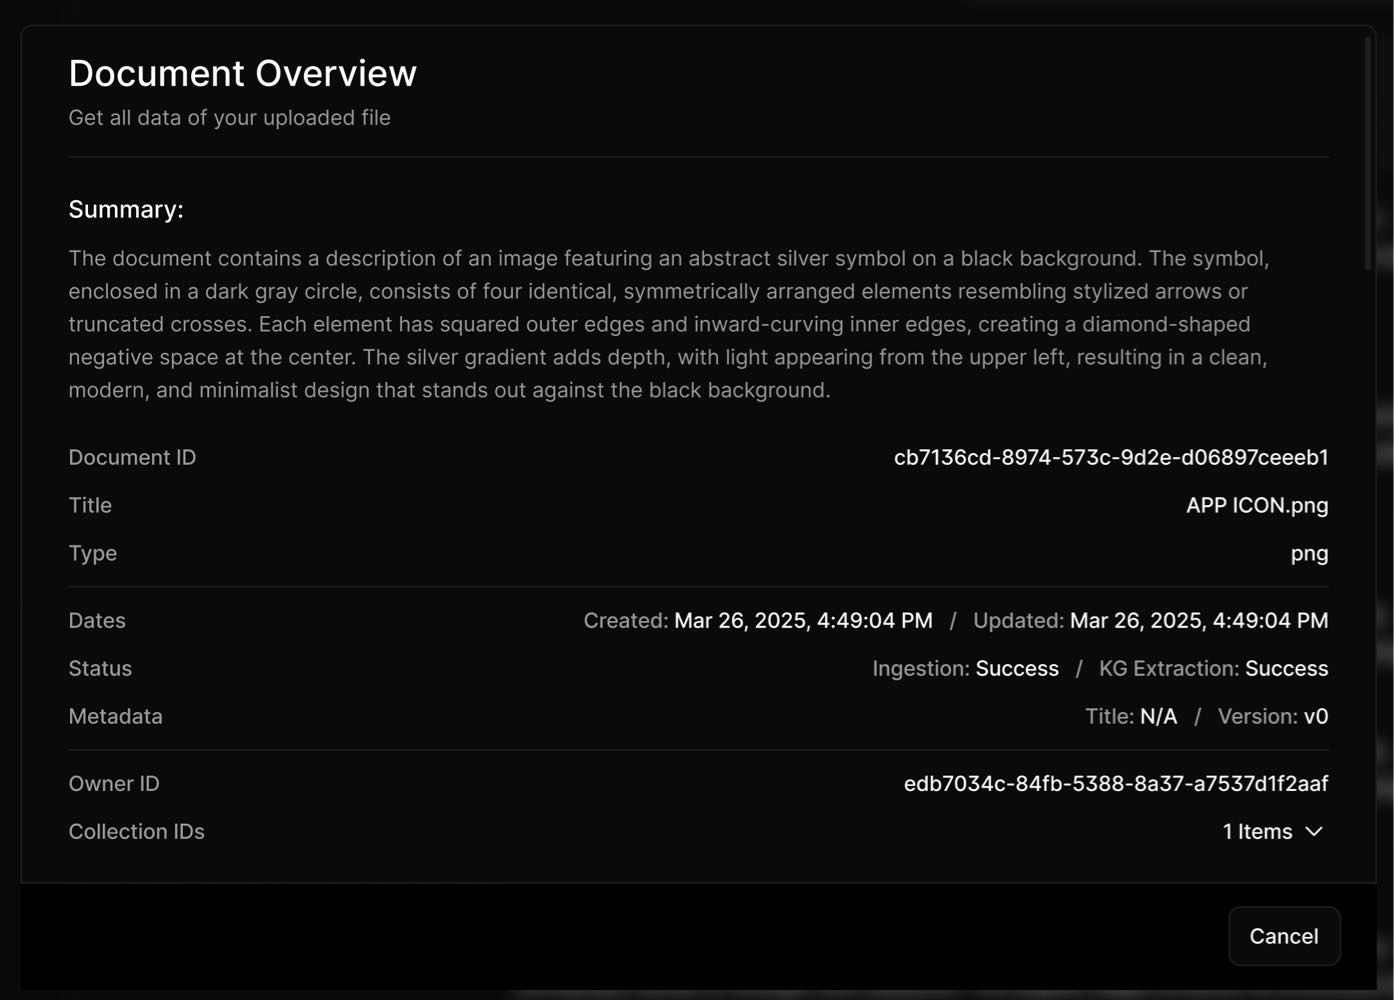 Document Overview
Get all data of your uploaded file
Summary:
The document contains a description of an image featuring an abstract silver symbol on a black background. The symbol,
enclosed in a dark gray circle, consists of four identical, symmetrically arranged elements resembling stylized arrows or
truncated crosses. Each element has squared outer edges and inward-curving inner edges, creating a diamond-shaped
negative space at the center. The silver gradient adds depth, with light appearing from the upper left, resulting in a clean,
modern, and minimalist design that stands out against the black background.
Document ID cb7136cd-8974-573c-9d2e-d06897ceeeb1
Title APP ICON.png
Type png
Dates Created: Mar 26, 2025, 4:49:04 PM / Updated: Mar 26, 2025, 4:49:04 PM
Status Ingestion: Success / KG Extraction: Success
Metadata Title: N/A / Version: v0
Owner ID edb7034c-84fb-5388-8a37-a7537d1f2aaf
Collection IDs 1 Items
Cancel